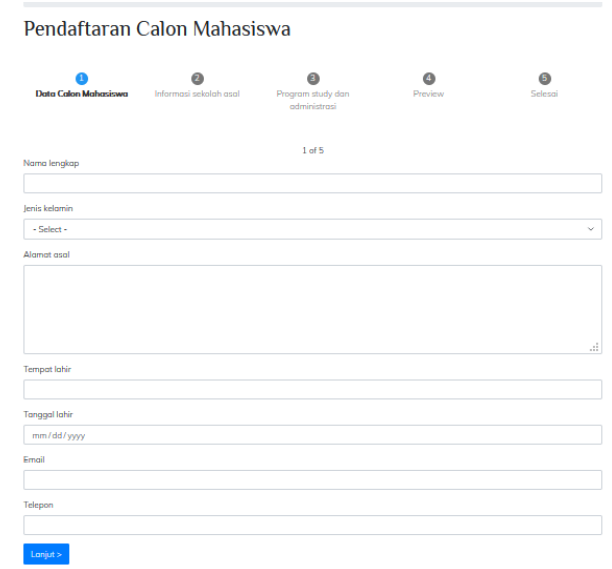 Pendaftaran Calon Mahasiswa
1 2 3 4 5
Data Calon Mahasiswa Informasi sekolah asal Program study dan administrasi Preview Selesai
1 of 5
Nama lengkap
Jenis kelamin
- Select -
Alamat asal
Tempat lahir
Tanggal lahir
mm/dd/yyyy
Email
Telepon
Lanjut >